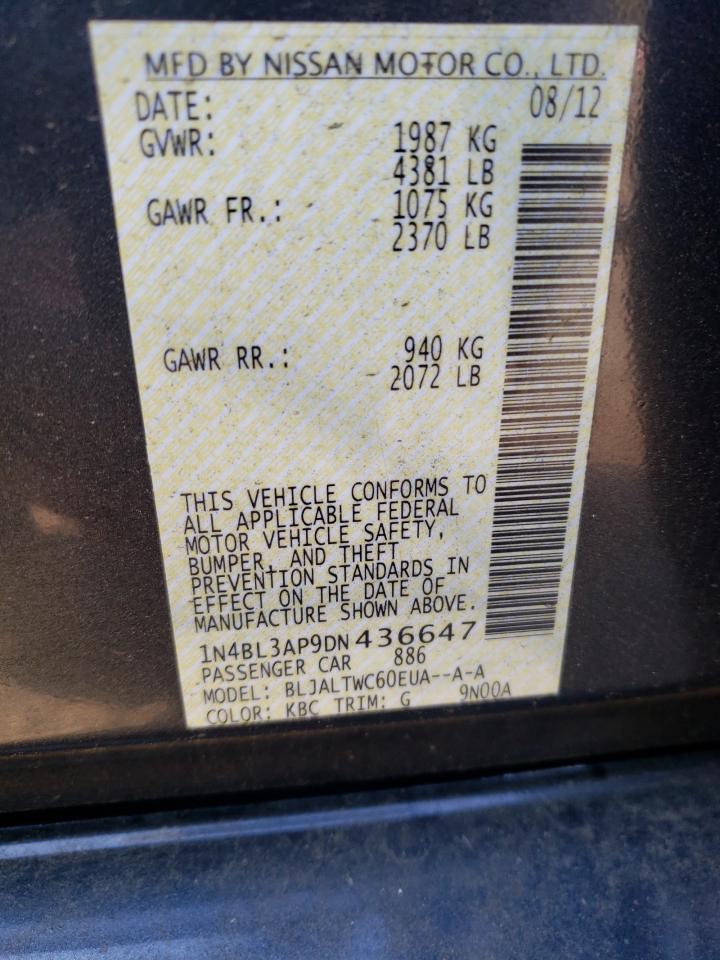 MFD BY NISSAN MOTOR CO., LTD.
DATE: 08/12
GVWR: 1987 KG
4381 LB
GAWR FR.: 1075 KG
2370 LB
GAWR RR.: 940 KG
2072 LB
THIS VEHICLE CONFORMS TO
ALL APPLICABLE FEDERAL
MOTOR VEHICLE SAFETY,
BUMPER, AND THEFT
PREVENTION STANDARDS IN
EFFECT ON THE DATE OF
MANUFACTURE SHOWN ABOVE.
1N4BL3AP9DN436647
PASSENGER CAR 886
MODEL: BLJALTWC60EUA--A-A
COLOR: KBC TRIM: G 9N00A